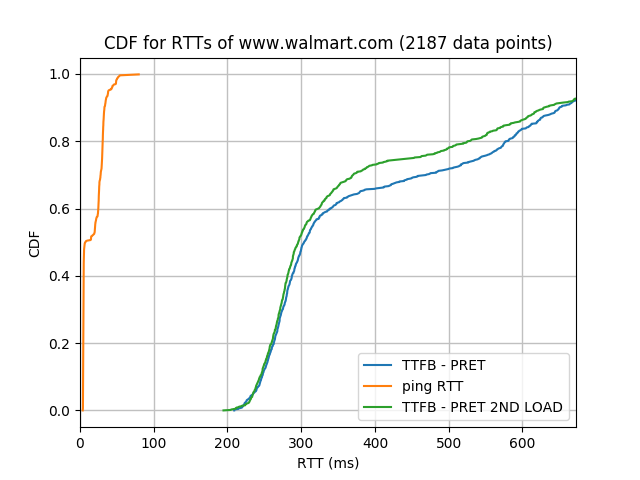 CDF for RTTs of www.walmart.com (2187 data points)
1.0
0.8
0.6
0.4
0.2
0.0
CDF
0
100
200
300
400
500
600
RTT (ms)
TTFB - PRET
ping RTT
TTFB - PRET 2ND LOAD